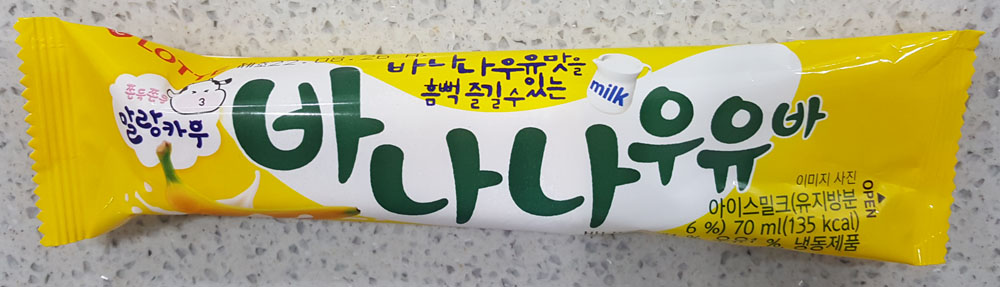 LOTTE
바나나우유맛을
흠뻑 즐길 수 있는
milk
쫀득쫀득
말랑카우
바나나우유바
이미지 사진
OPEN
아이스밀크(유지방분
6 %) 70 ml(135 kcal)
냉동제품